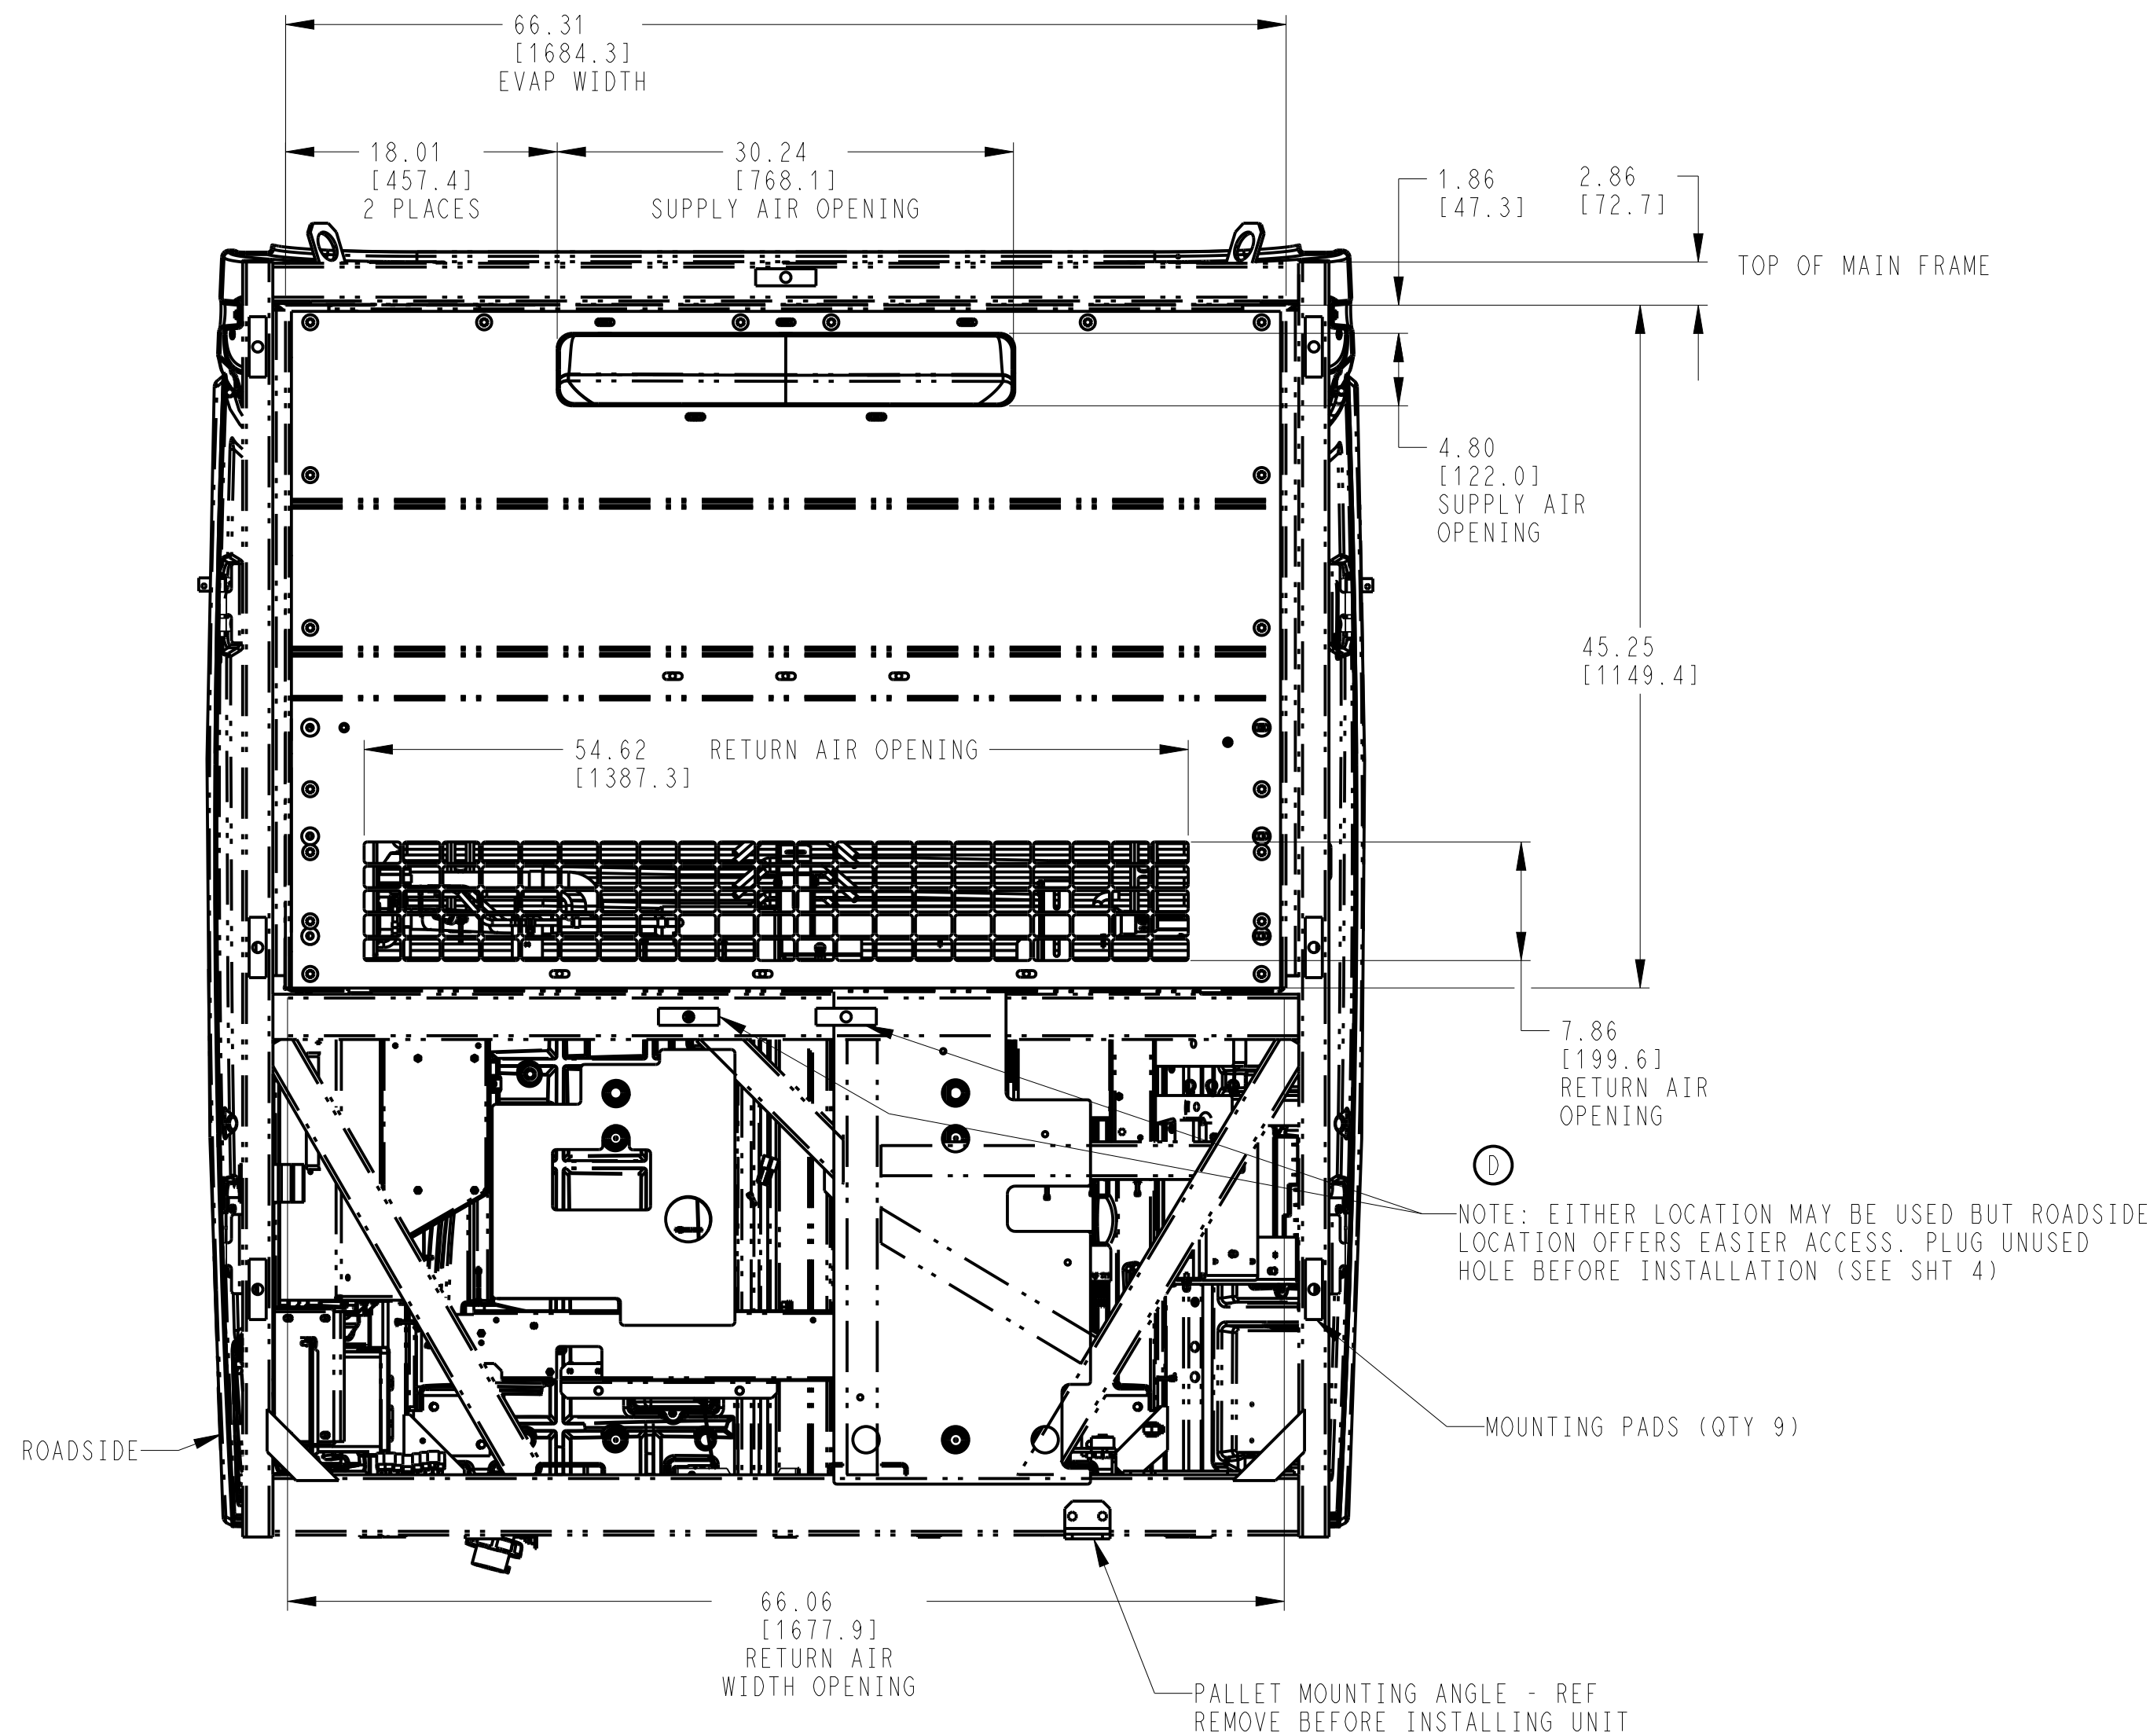 66.31
[1684.3]
EVAP WIDTH
18.01
[457.4]
2 PLACES
30.24
[768.1]
SUPPLY AIR OPENING
1.86
[47.3]
2.86
[72.7]
TOP OF MAIN FRAME
4.80
[122.0]
SUPPLY AIR
OPENING
45.25
[1149.4]
54.62 RETURN AIR OPENING
[1387.3]
7.86
[199.6]
RETURN AIR
OPENING
D
NOTE: EITHER LOCATION MAY BE USED BUT ROADSIDE
LOCATION OFFERS EASIER ACCESS. PLUG UNUSED
HOLE BEFORE INSTALLATION (SEE SHT 4)
MOUNTING PADS (QTY 9)
ROADSIDE
66.06
[1677.9]
RETURN AIR
WIDTH OPENING
PALLET MOUNTING ANGLE - REF
REMOVE BEFORE INSTALLING UNIT